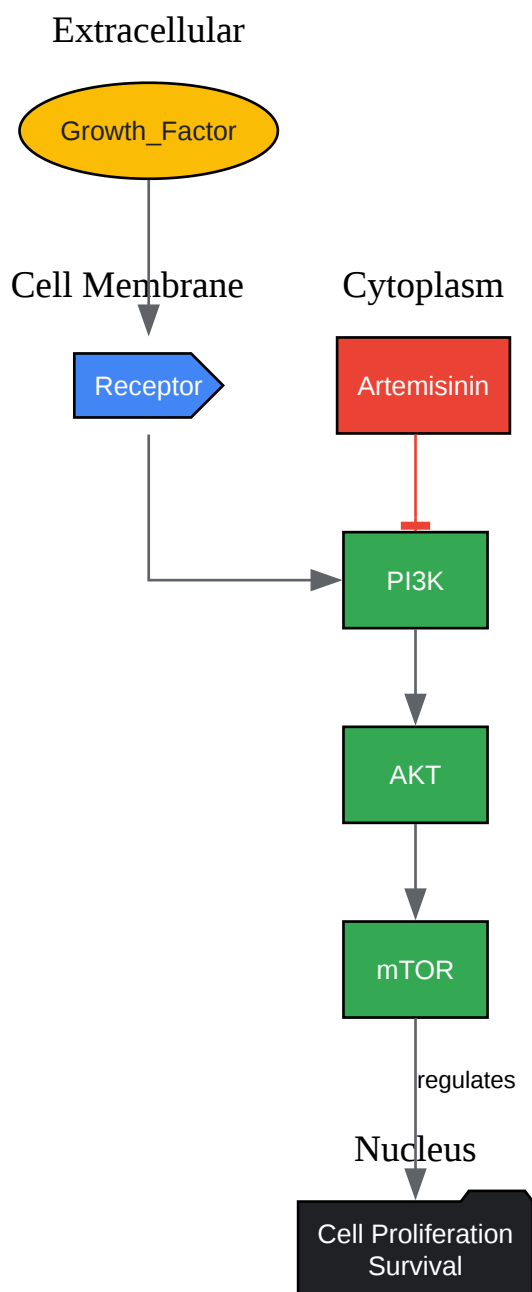 Extracellular
Growth_Factor
Cell Membrane
Cytoplasm
Receptor
Artemisinin
PI3K
AKT
mTOR
regulates
Nucleus
Cell Proliferation
Survival